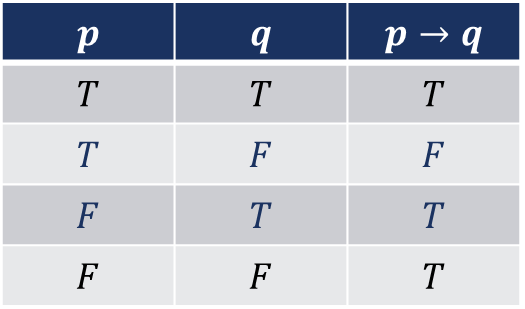 p q p → q
T T T
T F F
F T T
F F T